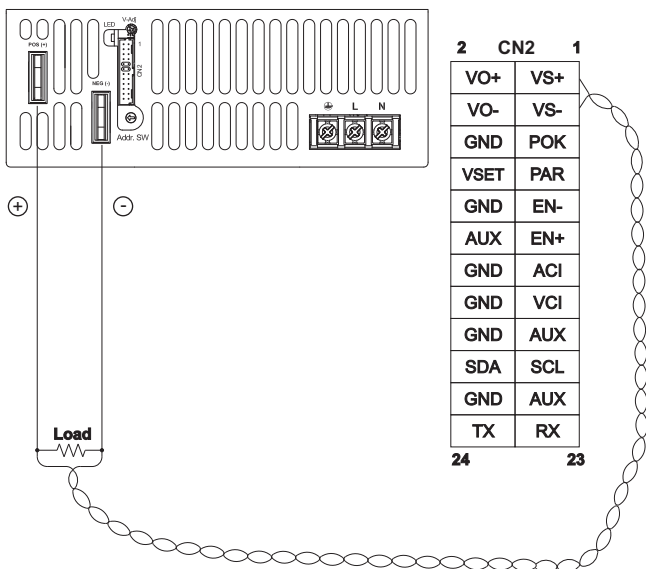 V-Adj
LED
POS (+)
1
CN2
NEG (-)
L N
Addr. SW
+ -
Load
2 CN2 1
VO+ VS+
VO- VS-
GND POK
VSET PAR
GND EN-
AUX EN+
GND ACI
GND VCI
GND AUX
SDA SCL
GND AUX
TX RX
24 23